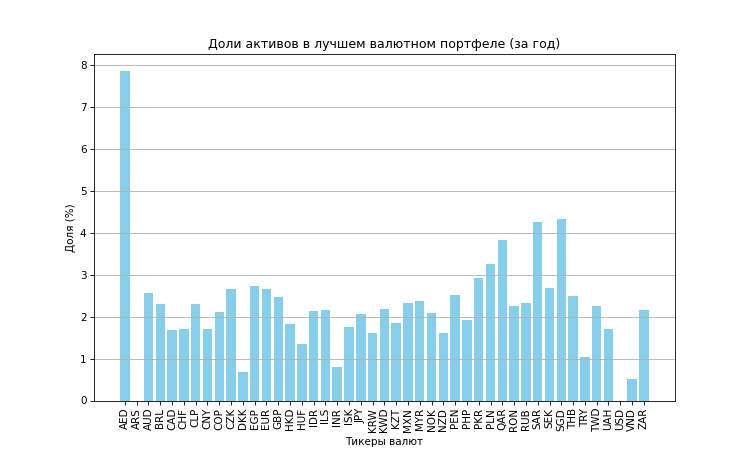 Доли активов в лучшем валютном портфеле (за год)
8
7
6
5
4
3
2
1
0
Доля (%)
AED ARS AUD BRL CAD CHF CLP CNY COP CZK DKK EGP EUR GBP HKD HUF IDR ILS INR ISK JPY KRW KWD KZT MXN MYR NOK NZD PEN PHP PKR PLN QAR RON RUB SAR SEK SGD THB TRY TWD UAH USD VND ZAR
Тикеры валют